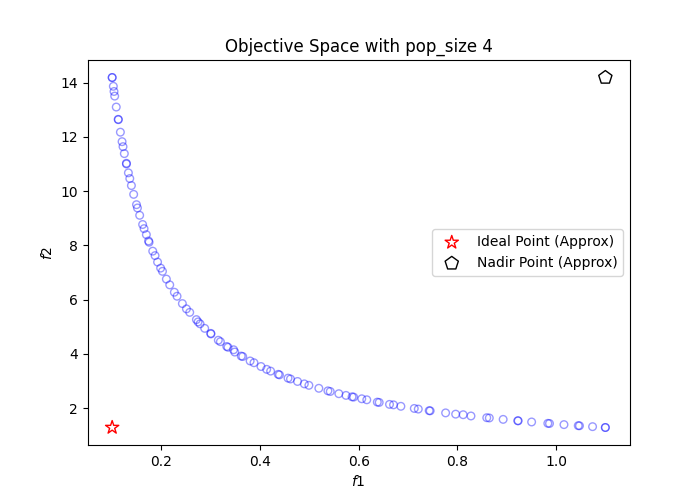 Objective Space with pop_size 4
14
12
10
8
6
4
2
f2
Ideal Point (Approx)
Nadir Point (Approx)
0.2 0.4 0.6 0.8 1.0
f1